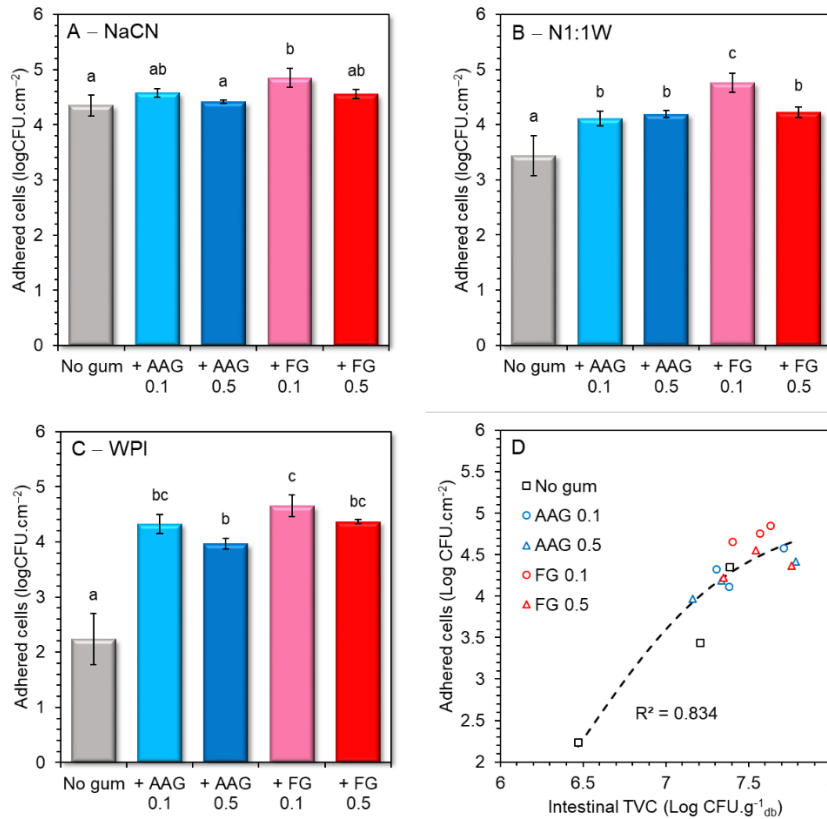 A – NaCN
Adhered cells (logCFU.cm⁻²)
6
5
4
3
2
1
0
a
ab
a
b
ab
No gum
+ AAG 0.1
+ AAG 0.5
+ FG 0.1
+ FG 0.5
B – N1:1W
Adhered cells (logCFU.cm⁻²)
6
5
4
3
2
1
0
a
b
b
c
b
No gum
+ AAG 0.1
+ AAG 0.5
+ FG 0.1
+ FG 0.5
C – WPI
Adhered cells (logCFU.cm⁻²)
6
5
4
3
2
1
0
a
bc
b
c
bc
No gum
+ AAG 0.1
+ AAG 0.5
+ FG 0.1
+ FG 0.5
D
Adhered cells (Log CFU.cm⁻²)
6
5.5
5
4.5
4
3.5
3
2.5
2
No gum
AAG 0.1
AAG 0.5
FG 0.1
FG 0.5
R² = 0.834
6
6.5
7
7.5
8
Intestinal TVC (Log CFU.g⁻¹db)